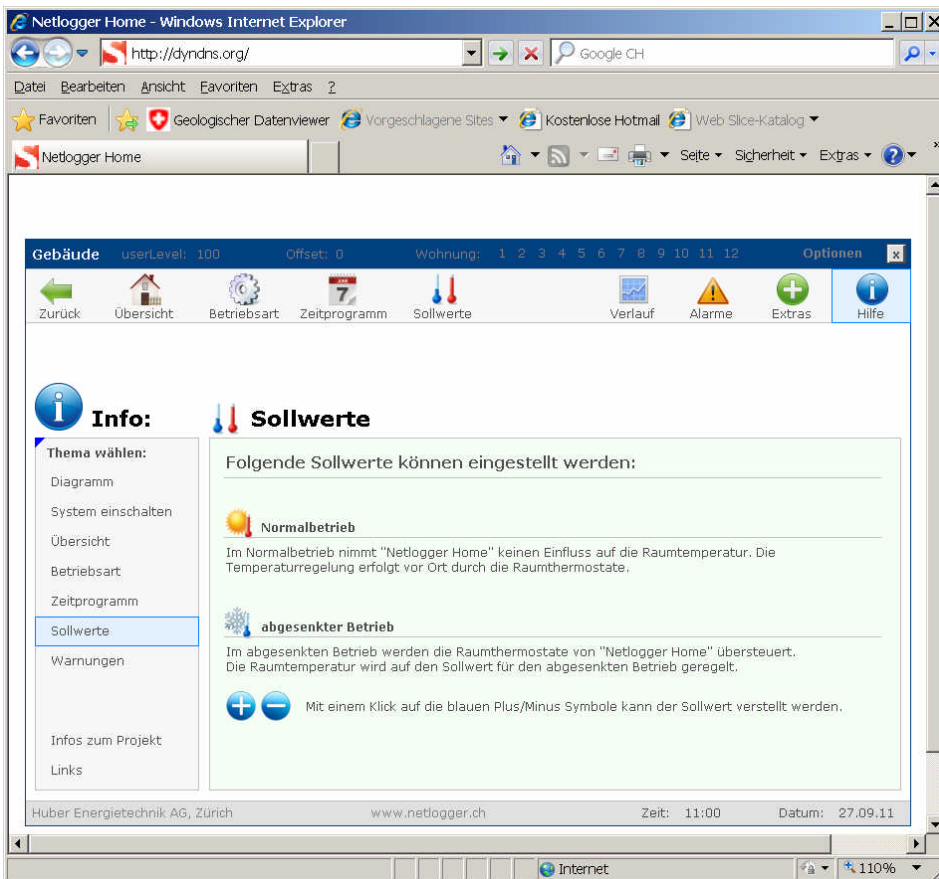 Netlogger Home - Windows Internet Explorer
http://dyndns.org/
Google CH
Datei Bearbeiten Ansicht Favoriten Extras ?
Favoriten Geologischer Datenviewer Vorgeschlagene Sites Kostenlose Hotmail Web Slice-Katalog
Netlogger Home Seite Sicherheit Extras »
Gebäude userLevel: 100 Offset: 0 Wohnung: 1 2 3 4 5 6 7 8 9 10 11 12 Optionen x
Zurück Übersicht Betriebsart Zeitprogramm Sollwerte Verlauf Alarme Extras Hilfe
Info: Sollwerte
Thema wählen:
Diagramm
System einschalten
Übersicht
Betriebsart
Zeitprogramm
Sollwerte
Warnungen
Infos zum Projekt
Links
Folgende Sollwerte können eingestellt werden:
Normalbetrieb
Im Normalbetrieb nimmt "Netlogger Home" keinen Einfluss auf die Raumtemperatur. Die
Temperaturregelung erfolgt vor Ort durch die Raumthermostate.
abgesenkter Betrieb
Im abgesenkten Betrieb werden die Raumthermostate von "Netlogger Home" übersteuert.
Die Raumtemperatur wird auf den Sollwert für den abgesenkten Betrieb geregelt.
Mit einem Klick auf die blauen Plus/Minus Symbole kann der Sollwert verstellt werden.
Huber Energietechnik AG, Zürich www.netlogger.ch Zeit: 11:00 Datum: 27.09.11
Internet 110%